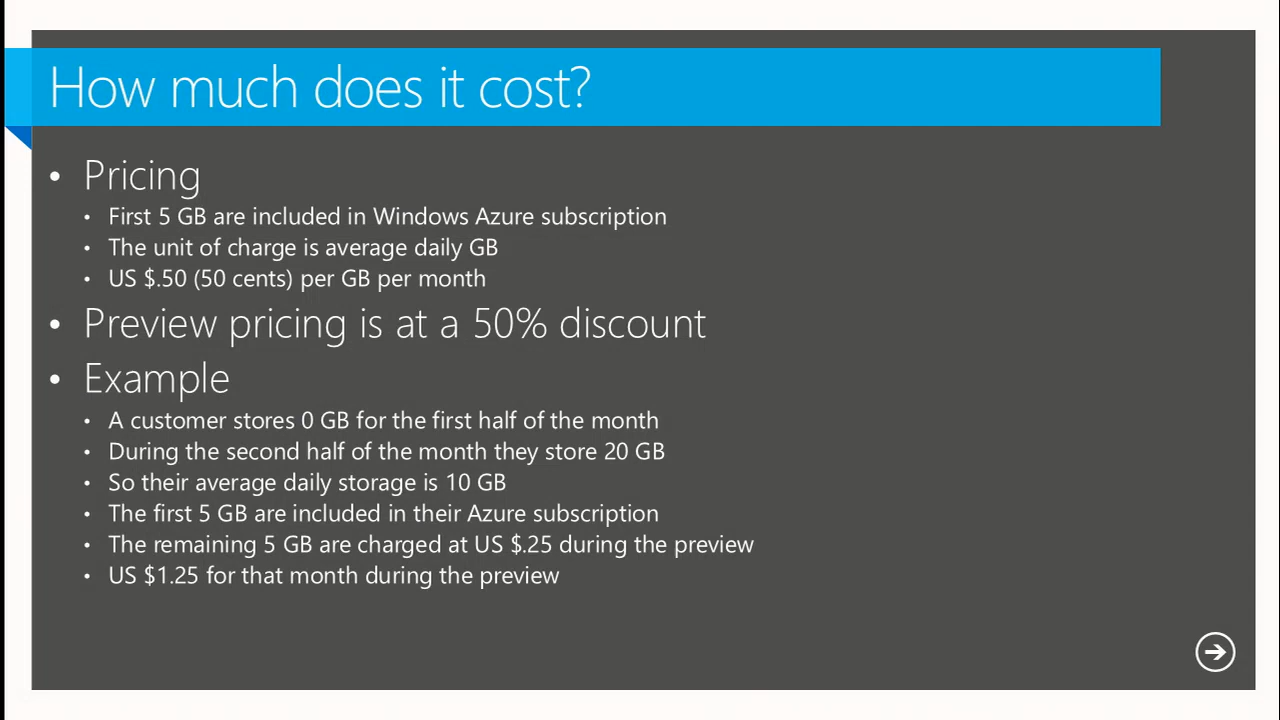 How much does it cost?
• Pricing
• First 5 GB are included in Windows Azure subscription
• The unit of charge is average daily GB
• US $.50 (50 cents) per GB per month
• Preview pricing is at a 50% discount
• Example
• A customer stores 0 GB for the first half of the month
• During the second half of the month they store 20 GB
• So their average daily storage is 10 GB
• The first 5 GB are included in their Azure subscription
• The remaining 5 GB are charged at US $.25 during the preview
• US $1.25 for that month during the preview